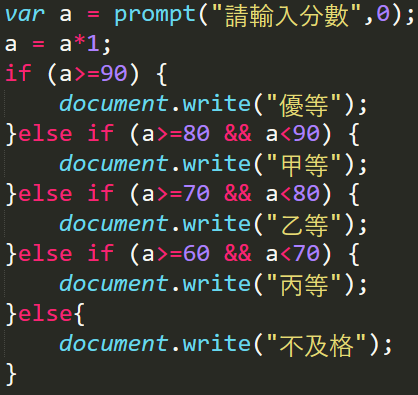 var a = prompt("請輸入分數",0);
a = a*1;
if (a>=90) {
    document.write("優等");
}else if (a>=80 && a<90) {
    document.write("甲等");
}else if (a>=70 && a<80) {
    document.write("乙等");
}else if (a>=60 && a<70) {
    document.write("丙等");
}else{
    document.write("不及格");
}